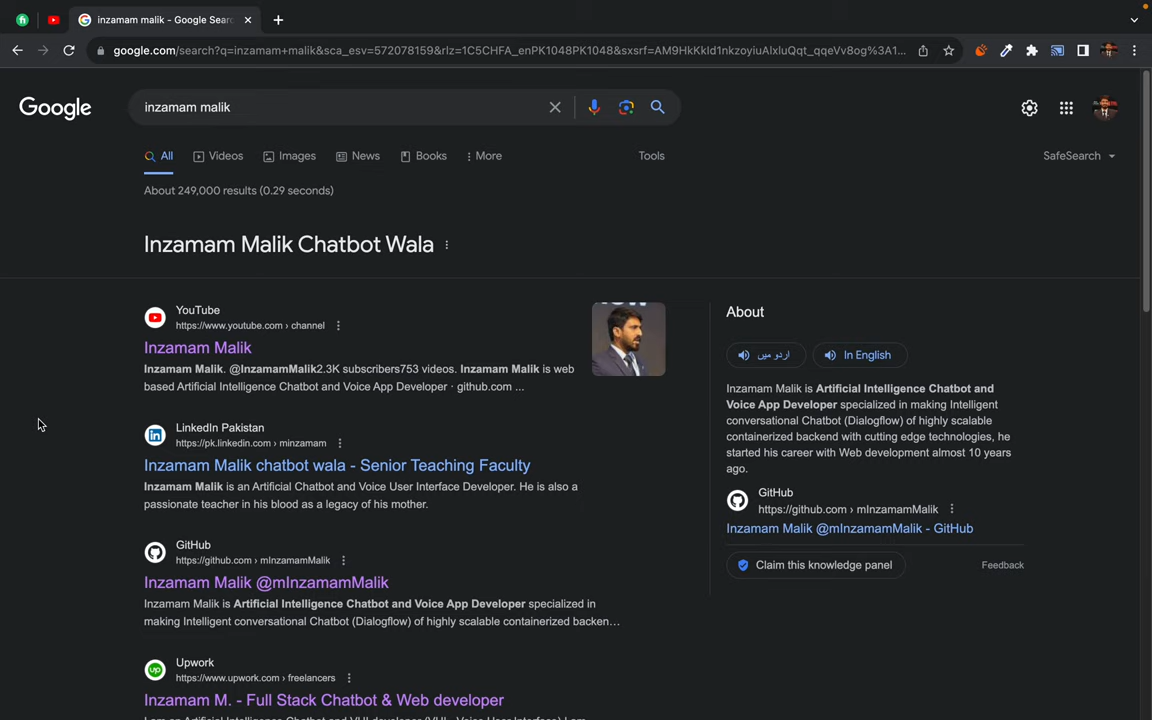 inzamam malik - Google Sear
google.com/search?q=inzamam+malik&sca_esv=572078159&rlz=1C5CHFA_enPK1048PK1048&sxsrf=
Google
inzamam malik
All Videos Images News Books More Tools SafeSearch
About 249,000 results (0.29 seconds)
Inzamam Malik Chatbot Wala
YouTube
https://www.youtube.com › channel
Inzamam Malik
Inzamam Malik. @InzamamMalik2.3K subscribers753 videos. Inzamam Malik is web
based Artificial Intelligence Chatbot and Voice App Developer · github.com ...
LinkedIn Pakistan
https://pk.linkedin.com › minzamam
Inzamam Malik chatbot wala - Senior Teaching Faculty
Inzamam Malik is an Artificial Chatbot and Voice User Interface Developer. He is also a
passionate teacher in his blood as a legacy of his mother.
GitHub
https://github.com › mInzamamMalik
Inzamam Malik @mInzamamMalik
Inzamam Malik is Artificial Intelligence Chatbot and Voice App Developer specialized in
making Intelligent conversational Chatbot (Dialogflow) of highly scalable containerized backen...
Upwork
https://www.upwork.com › freelancers
Inzamam M. - Full Stack Chatbot & Web developer
About
اردو میں In English
Inzamam Malik is Artificial Intelligence Chatbot and
Voice App Developer specialized in making Intelligent
conversational Chatbot (Dialogflow) of highly scalable
containerized backend with cutting edge technologies, he
started his career with Web development almost 10 years
ago.
GitHub
https://github.com › mInzamamMalik
Inzamam Malik @mInzamamMalik - GitHub
Claim this knowledge panel Feedback